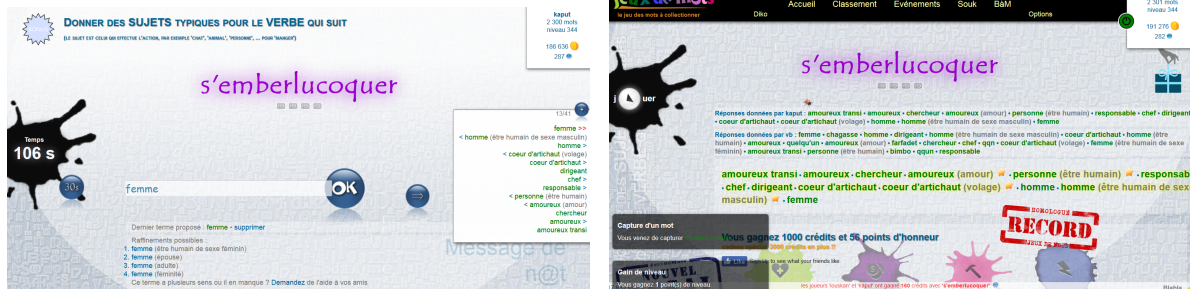 DONNER DES SUJETS TYPIQUES POUR LE VERBE QUI SUIT
(LE SUJET EST CELUI QUI EFFECTUE L'ACTION, PAR EXEMPLE "CHAT", "ANIMAL", "PERSONNE", ... POUR "MANGER")
kaput
2 300 mots
niveau 344
186 636
287
s'emberlucoquer
13/41
femme >>
< homme (être humain de sexe masculin)
homme >
< coeur d'artichaut (volage)
coeur d'artichaut
dirigeant
chef >
responsable >
< personne (être humain)
< amoureux (amour)
chercheur
amoureux >
amoureux transi
Temps
106 s
30s
femme
OK
Dernier terme proposé : femme - supprimer
Raffinements possibles :
1. femme (être humain de sexe féminin)
2. femme (épouse)
3. femme (adulte)
4. femme (féminité)
Ce terme a plusieurs sens ou il en manque ? Demandez de l'aide à vos amis
Message de
n@t
le jeu des mots à collectionner
Diko
Accueil
Classement
Evénements
Souk
BàM
Options
2 301 mots
niveau 344
191 276
282
s'emberlucoquer
j uer
Réponses données par kaput : amoureux transi • amoureux • chercheur • amoureux (amour) • personne (être humain) • responsable • chef • dirigeant
• coeur d'artichaut • coeur d'artichaut (volage) • homme • homme (être humain de sexe masculin) • femme
Réponses données par vb : femme • chagasse • homme • dirigeant • homme (être humain de sexe masculin) • coeur d'artichaut • homme (être
humain) • amoureux • quelqu'un • amoureux (amour) • farfadet • chercheur • chef • qqn • coeur d'artichaut (volage) • femme (être humain de sexe
féminin) • amoureux transi • personne (être humain) • bimbo • qqun • responsable
amoureux transi • amoureux • chercheur • amoureux (amour) • personne (être humain) • responsab
• chef • dirigeant • coeur d'artichaut • coeur d'artichaut (volage) • homme • homme (être humain de sexe
masculin) • femme
HOMOLOGUÉ
RECORD
JEUX DE MOTS
Capture d'un mot
Vous venez de capturer
Vous gagnez 1000 crédits et 56 points d'honneur
Gain de niveau
Vous gagnez 1 point(s) de niveau
NOUVEL
to see what your friends like